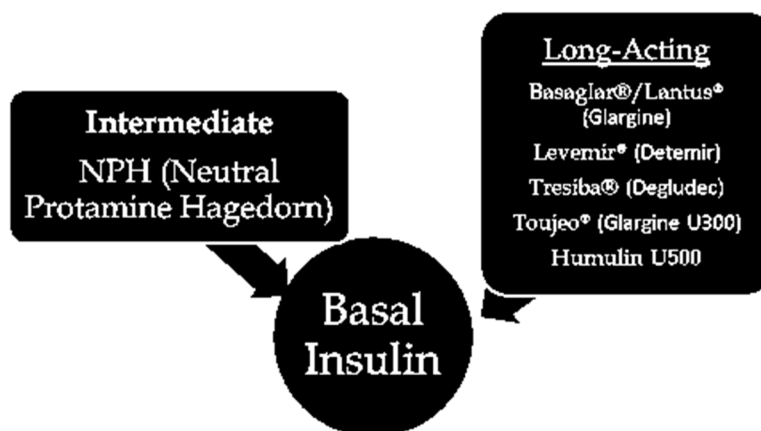 Intermediate
NPH (Neutral
Protamine Hagedorn)
Long-Acting
Basaglar®/Lantus®
(Glargine)
Levemir® (Detemir)
Tresiba® (Degludec)
Toujeo® (Glargine U300)
Humulin U500
Basal
Insulin